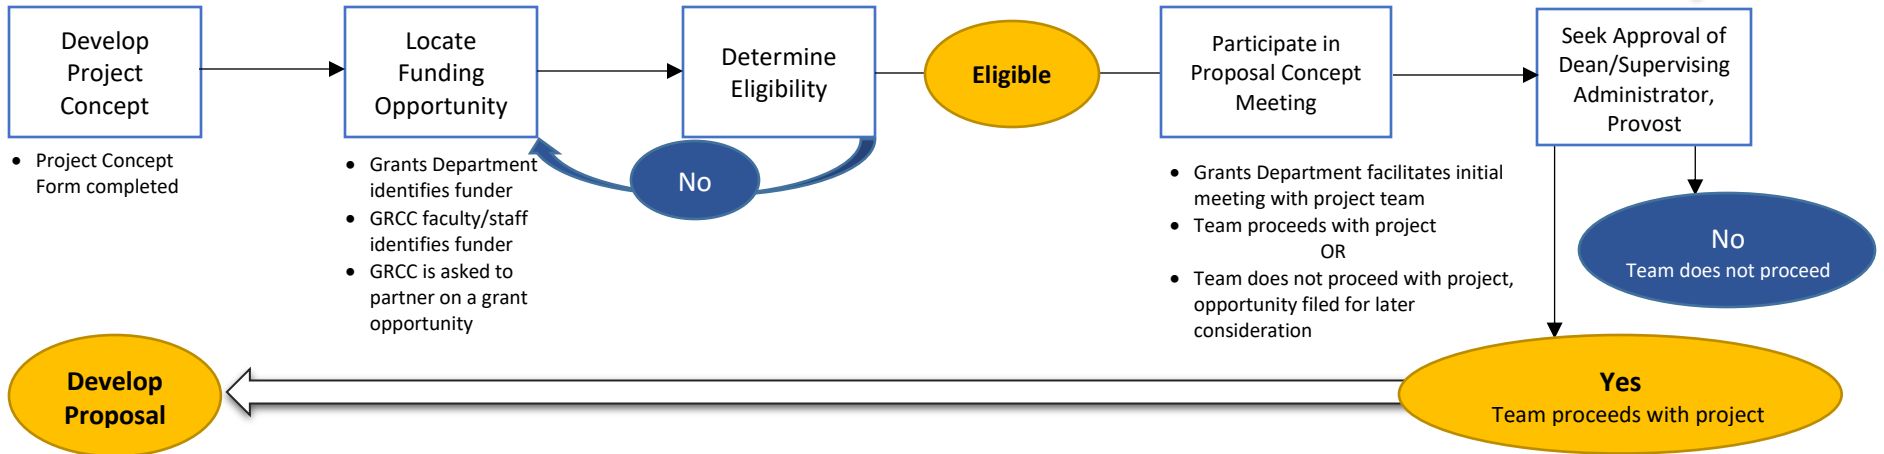 Develop
Project
Concept
• Project Concept
Form completed
Locate
Funding
Opportunity
• Grants Department
identifies funder
• GRCC faculty/staff
identifies funder
• GRCC is asked to
partner on a grant
opportunity
Determine
Eligibility
No
Eligible
Participate in
Proposal Concept
Meeting
• Grants Department facilitates initial
meeting with project team
• Team proceeds with project
OR
• Team does not proceed with project,
opportunity filed for later
consideration
Seek Approval of
Dean/Supervising
Administrator,
Provost
No
Team does not proceed
Yes
Team proceeds with project
Develop
Proposal